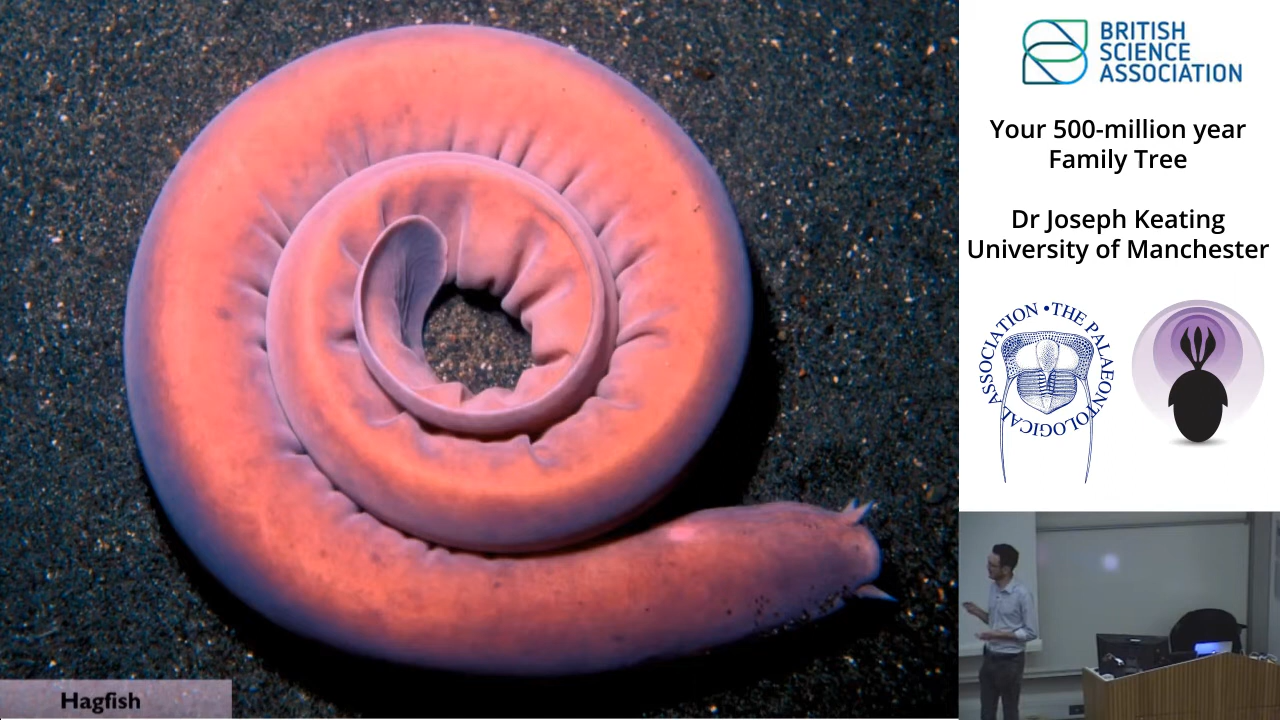 BRITISH
SCIENCE
ASSOCIATION
Your 500-million year
Family Tree
Dr Joseph Keating
University of Manchester
• THE PALAEONTOLOGICAL ASSOCIATION
Hagfish